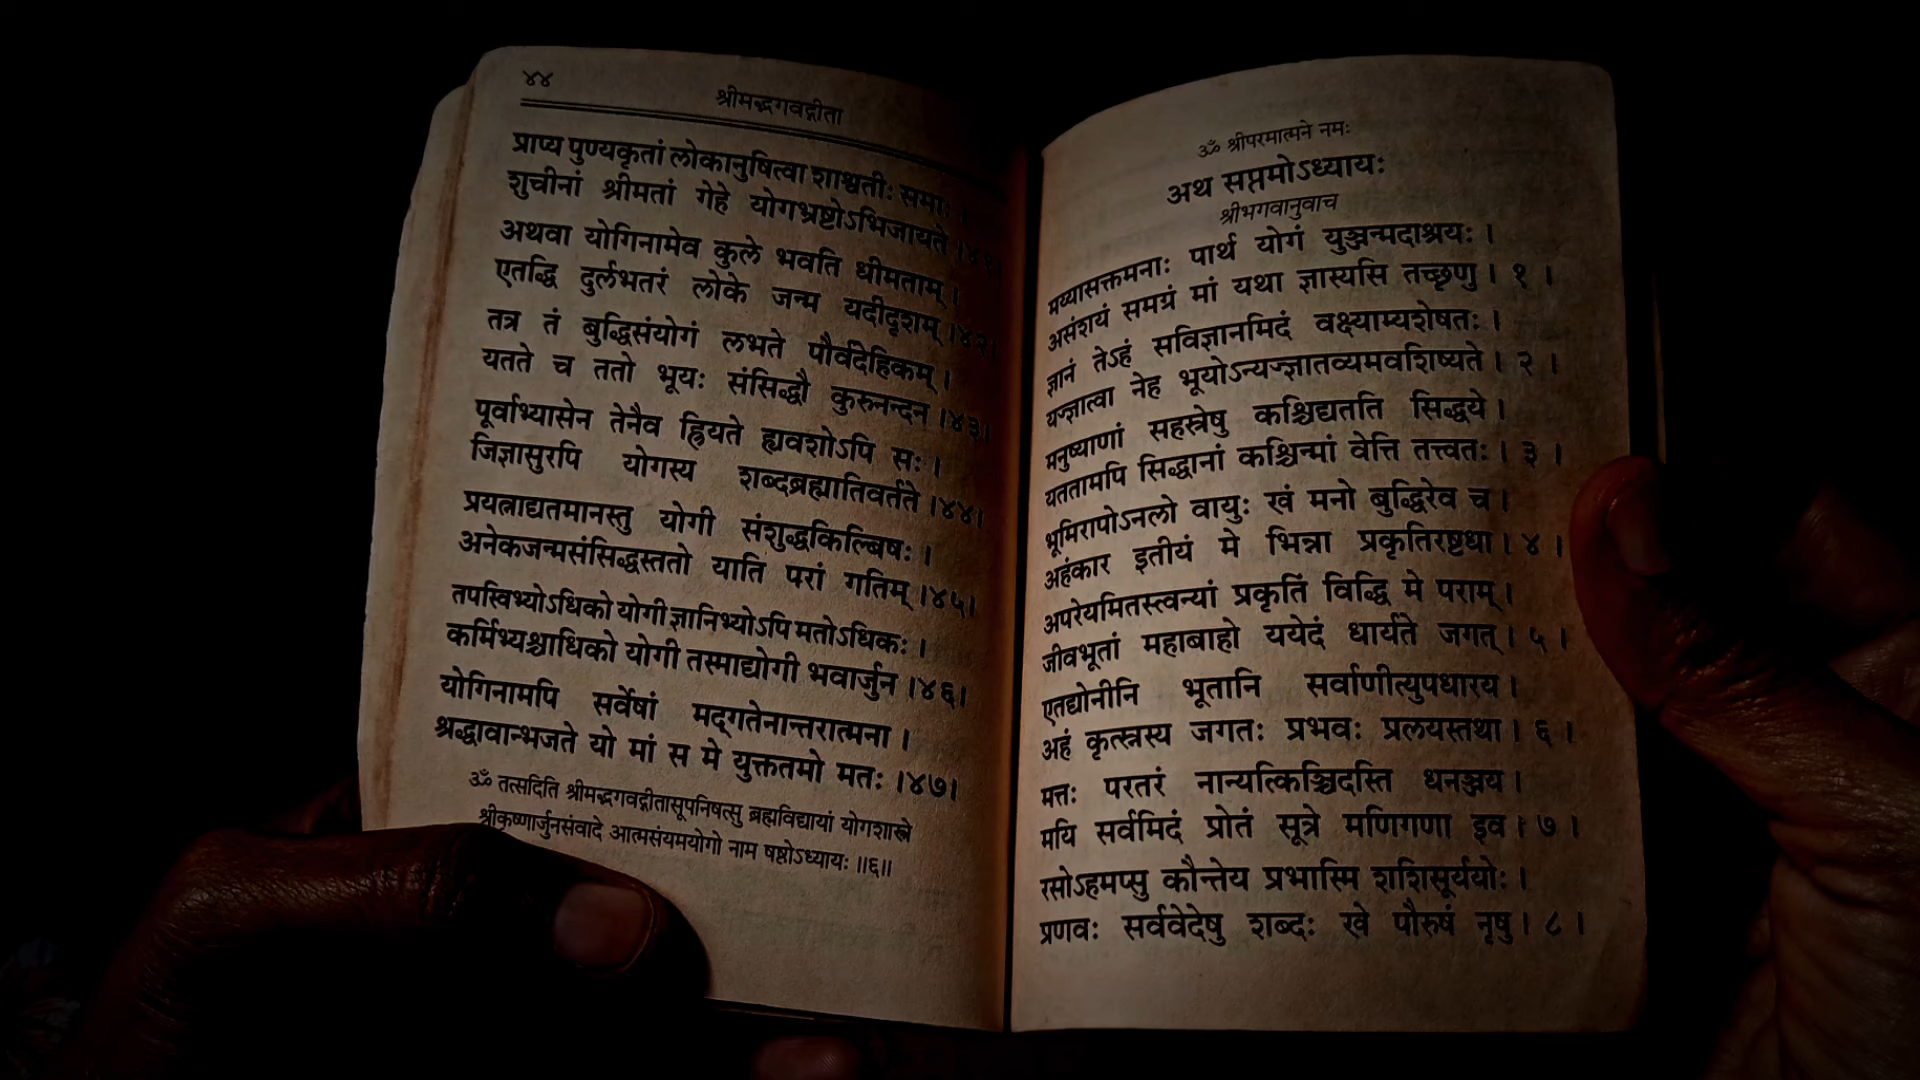 ४४
श्रीमद्भगवद्गीता
प्राप्य पुण्यकृतां लोकानुषित्वा शाश्वतीः समाः ।
शुचीनां श्रीमतां गेहे योगभ्रष्टोऽभिजायते ।४१।
अथवा योगिनामेव कुले भवति धीमताम् ।
एतद्धि दुर्लभतरं लोके जन्म यदीदृशम् ।४२।
तत्र तं बुद्धिसंयोगं लभते पौर्वदेहिकम् ।
यतते च ततो भूयः संसिद्धौ कुरुनन्दन ।४३।
पूर्वाभ्यासेन तेनैव ह्रियते ह्यवशोऽपि सः ।
जिज्ञासुरपि योगस्य शब्दब्रह्मातिवर्तते ।४४।
प्रयत्नाद्यतमानस्तु योगी संशुद्धकिल्बिषः ।
अनेकजन्मसंसिद्धस्ततो याति परां गतिम् ।४५।
तपस्विभ्योऽधिको योगी ज्ञानिभ्योऽपि मतोऽधिकः ।
कर्मिभ्यश्चाधिको योगी तस्माद्योगी भवार्जुन ।४६।
योगिनामपि सर्वेषां मद्‌गतेनान्तरात्मना ।
श्रद्धावान्भजते यो मां स मे युक्ततमो मतः ।४७।
ॐ तत्सदिति श्रीमद्भगवद्गीतासूपनिषत्सु ब्रह्मविद्यायां योगशास्त्रे
श्रीकृष्णार्जुनसंवादे आत्मसंयमयोगो नाम षष्ठोऽध्यायः ॥६॥
ॐ श्रीपरमात्मने नमः
अथ सप्तमोऽध्यायः
श्रीभगवानुवाच
मय्यासक्तमनाः पार्थ योगं युञ्जन्मदाश्रयः ।
असंशयं समग्रं मां यथा ज्ञास्यसि तच्छृणु । १ ।
ज्ञानं तेऽहं सविज्ञानमिदं वक्ष्याम्यशेषतः ।
यज्ज्ञात्वा नेह भूयोऽन्यज्ज्ञातव्यमवशिष्यते । २ ।
मनुष्याणां सहस्रेषु कश्चिद्यतति सिद्धये ।
यततामपि सिद्धानां कश्चिन्मां वेत्ति तत्त्वतः । ३ ।
भूमिरापोऽनलो वायुः खं मनो बुद्धिरेव च ।
अहंकार इतीयं मे भिन्ना प्रकृतिरष्टधा । ४ ।
अपरेयमितस्त्वन्यां प्रकृतिं विद्धि मे पराम् ।
जीवभूतां महाबाहो ययेदं धार्यते जगत् । ५ ।
एतद्योनीनि भूतानि सर्वाणीत्युपधारय ।
अहं कृत्स्नस्य जगतः प्रभवः प्रलयस्तथा । ६ ।
मत्तः परतरं नान्यत्किञ्चिदस्ति धनञ्जय ।
मयि सर्वमिदं प्रोतं सूत्रे मणिगणा इव । ७ ।
रसोऽहमप्सु कौन्तेय प्रभास्मि शशिसूर्ययोः ।
प्रणवः सर्ववेदेषु शब्दः खे पौरुषं नृषु । ८ ।